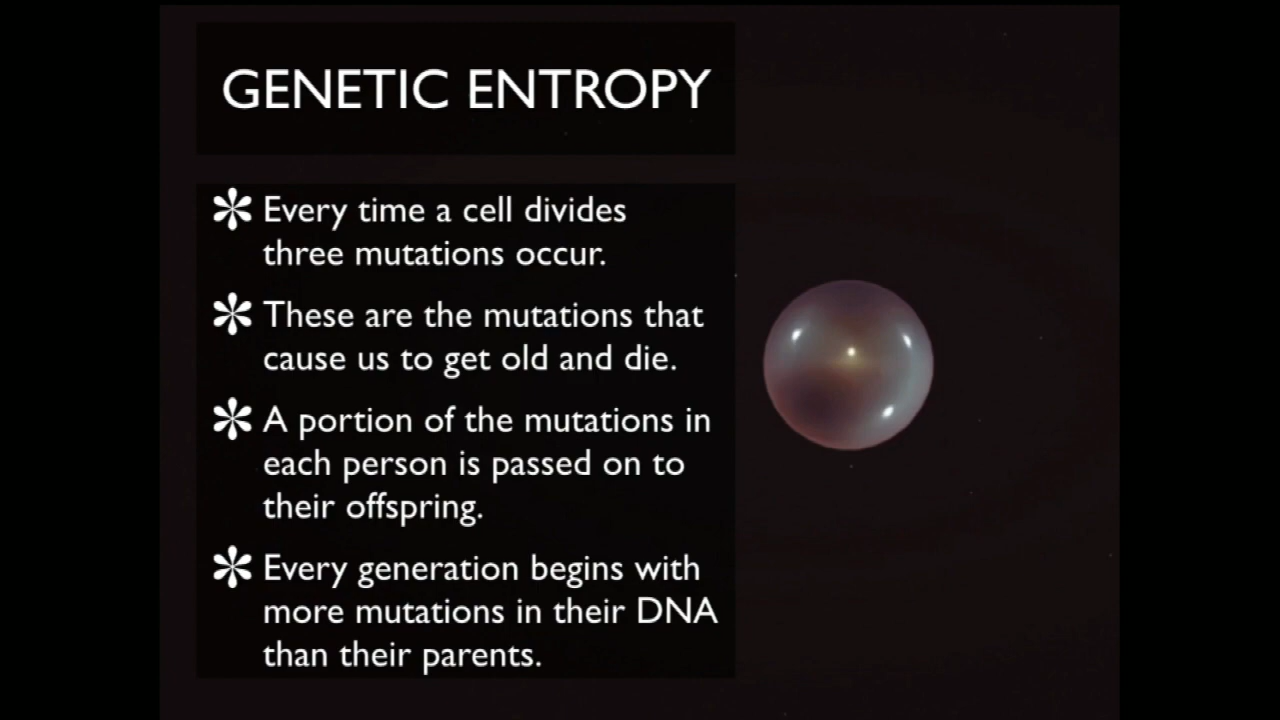 GENETIC ENTROPY
✽ Every time a cell divides
three mutations occur.
✽ These are the mutations that
cause us to get old and die.
✽ A portion of the mutations in
each person is passed on to
their offspring.
✽ Every generation begins with
more mutations in their DNA
than their parents.